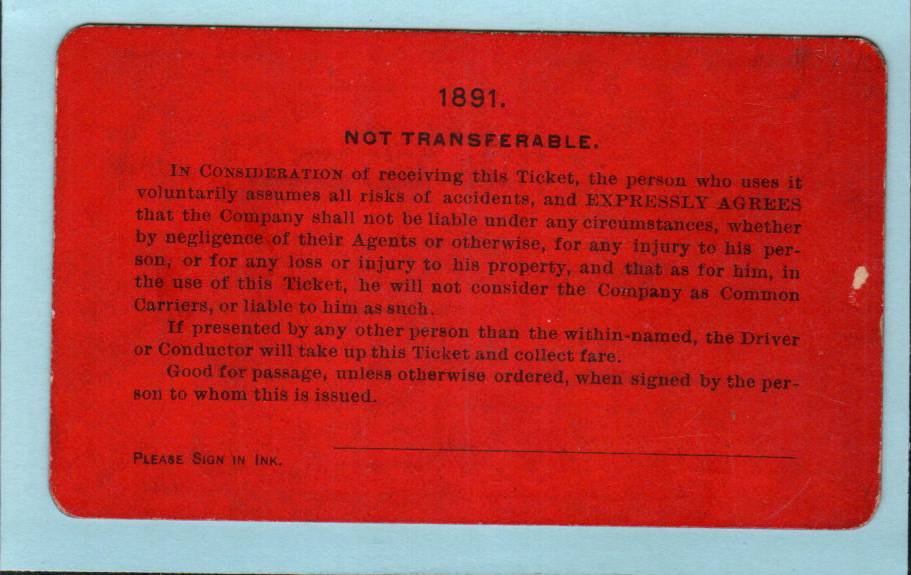 1891.
NOT TRANSFERABLE.
IN CONSIDERATION of receiving this Ticket, the person who uses it
voluntarily assumes all risks of accidents, and EXPRESSLY AGREES
that the Company shall not be liable under any circumstances, whether
by negligence of their Agents or otherwise, for any injury to his per-
son, or for any loss or injury to his property, and that as for him, in
the use of this Ticket, he will not consider the Company as Common
Carriers, or liable to him as such.
If presented by any other person than the within-named, the Driver
or Conductor will take up this Ticket and collect fare.
Good for passage, unless otherwise ordered, when signed by the per-
son to whom this is issued.
PLEASE SIGN IN INK.